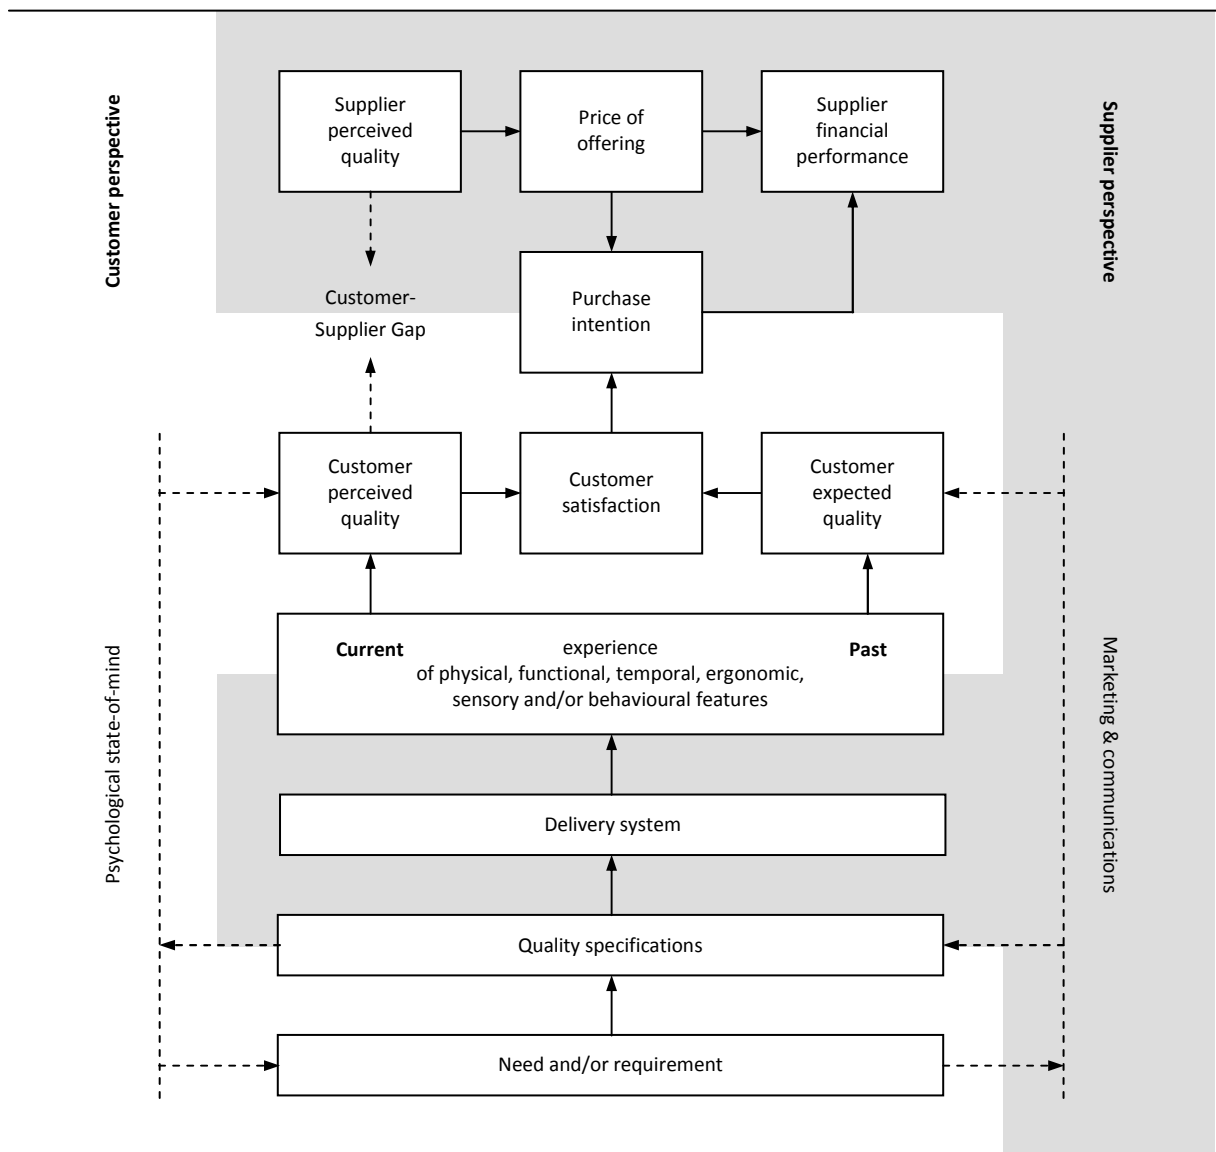 Customer perspective
Supplier
perceived
quality
Price of
offering
Supplier
financial
performance
Supplier perspective
Customer-
Supplier Gap
Purchase
intention
Customer
perceived
quality
Customer
satisfaction
Customer
expected
quality
Psychological state-of-mind
Current experience Past
of physical, functional, temporal, ergonomic,
sensory and/or behavioural features
Marketing & communications
Delivery system
Quality specifications
Need and/or requirement